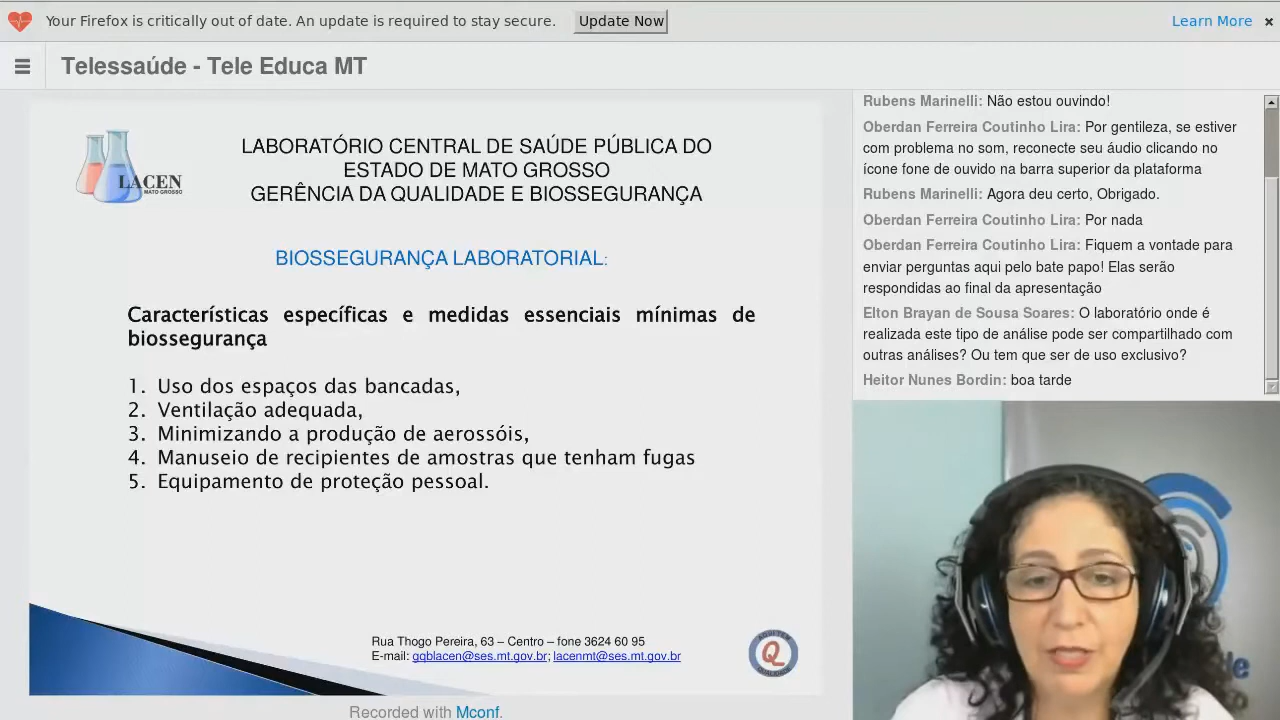 Your Firefox is critically out of date. An update is required to stay secure. Update Now Learn More ×
Telessaúde - Tele Educa MT
LACEN
MATO GROSSO
LABORATÓRIO CENTRAL DE SAÚDE PÚBLICA DO
ESTADO DE MATO GROSSO
GERÊNCIA DA QUALIDADE E BIOSSEGURANÇA
BIOSSEGURANÇA LABORATORIAL:
Características específicas e medidas essenciais mínimas de
biossegurança
1. Uso dos espaços das bancadas,
2. Ventilação adequada,
3. Minimizando a produção de aerossóis,
4. Manuseio de recipientes de amostras que tenham fugas
5. Equipamento de proteção pessoal.
Rua Thogo Pereira, 63 – Centro – fone 3624 60 95
E-mail: gqblacen@ses.mt.gov.br; lacenmt@ses.mt.gov.br
AQUI TEM
Q
QUALIDADE
Recorded with Mconf.
Rubens Marinelli: Não estou ouvindo!
Oberdan Ferreira Coutinho Lira: Por gentileza, se estiver
com problema no som, reconecte seu áudio clicando no
ícone fone de ouvido na barra superior da plataforma
Rubens Marinelli: Agora deu certo, Obrigado.
Oberdan Ferreira Coutinho Lira: Por nada
Oberdan Ferreira Coutinho Lira: Fiquem a vontade para
enviar perguntas aqui pelo bate papo! Elas serão
respondidas ao final da apresentação
Elton Brayan de Sousa Soares: O laboratório onde é
realizada este tipo de análise pode ser compartilhado com
outras análises? Ou tem que ser de uso exclusivo?
Heitor Nunes Bordin: boa tarde